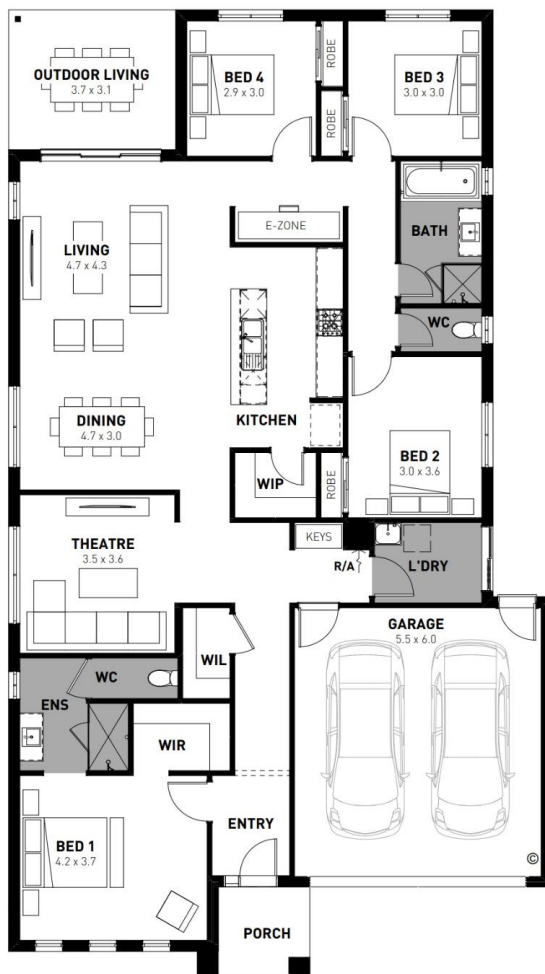 OUTDOOR LIVING
3.7 x 3.1
BED 4
2.9 x 3.0
ROBE
ROBE
BED 3
3.0 x 3.0
E-ZONE
BATH
LIVING
4.7 x 4.3
WC
DINING
4.7 x 3.0
KITCHEN
BED 2
3.0 x 3.6
WIP
ROBE
THEATRE
3.5 x 3.6
KEYS
R/A
L'DRY
GARAGE
5.5 x 6.0
WIL
WC
ENS
WIR
BED 1
4.2 x 3.7
ENTRY
©
PORCH